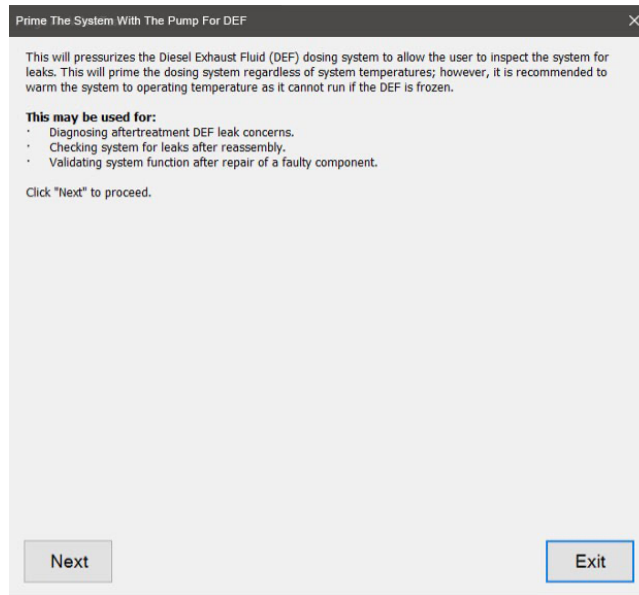 Prime The System With The Pump For DEF
This will pressurizes the Diesel Exhaust Fluid (DEF) dosing system to allow the user to inspect the system for
leaks. This will prime the dosing system regardless of system temperatures; however, it is recommended to
warm the system to operating temperature as it cannot run if the DEF is frozen.
This may be used for:
· Diagnosing aftertreatment DEF leak concerns.
· Checking system for leaks after reassembly.
· Validating system function after repair of a faulty component.
Click "Next" to proceed.
Next
Exit